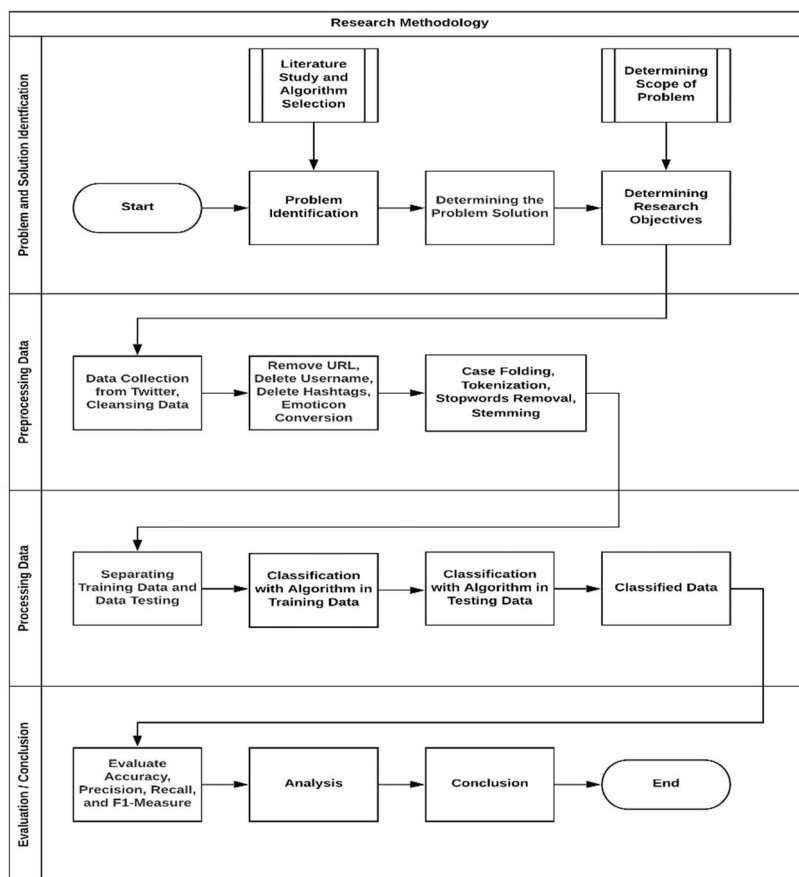 Research Methodology
Problem and Solution Identfication
Literature
Study and
Algorithm
Selection
Determining
Scope of
Problem
Start
Problem
Identification
Determining the
Problem Solution
Determining
Research
Objectives
Preprocessing Data
Data Collection
from Twitter,
Cleansing Data
Remove URL,
Delete Username,
Delete Hashtags,
Emoticon
Conversion
Case Folding,
Tokenization,
Stopwords Removal,
Stemming
Processing Data
Separating
Training Data and
Data Testing
Classification
with Algorithm in
Training Data
Classification
with Algorithm in
Testing Data
Classified Data
Evaluation / Conclusion
Evaluate
Accuracy,
Precision, Recall,
and F1-Measure
Analysis
Conclusion
End